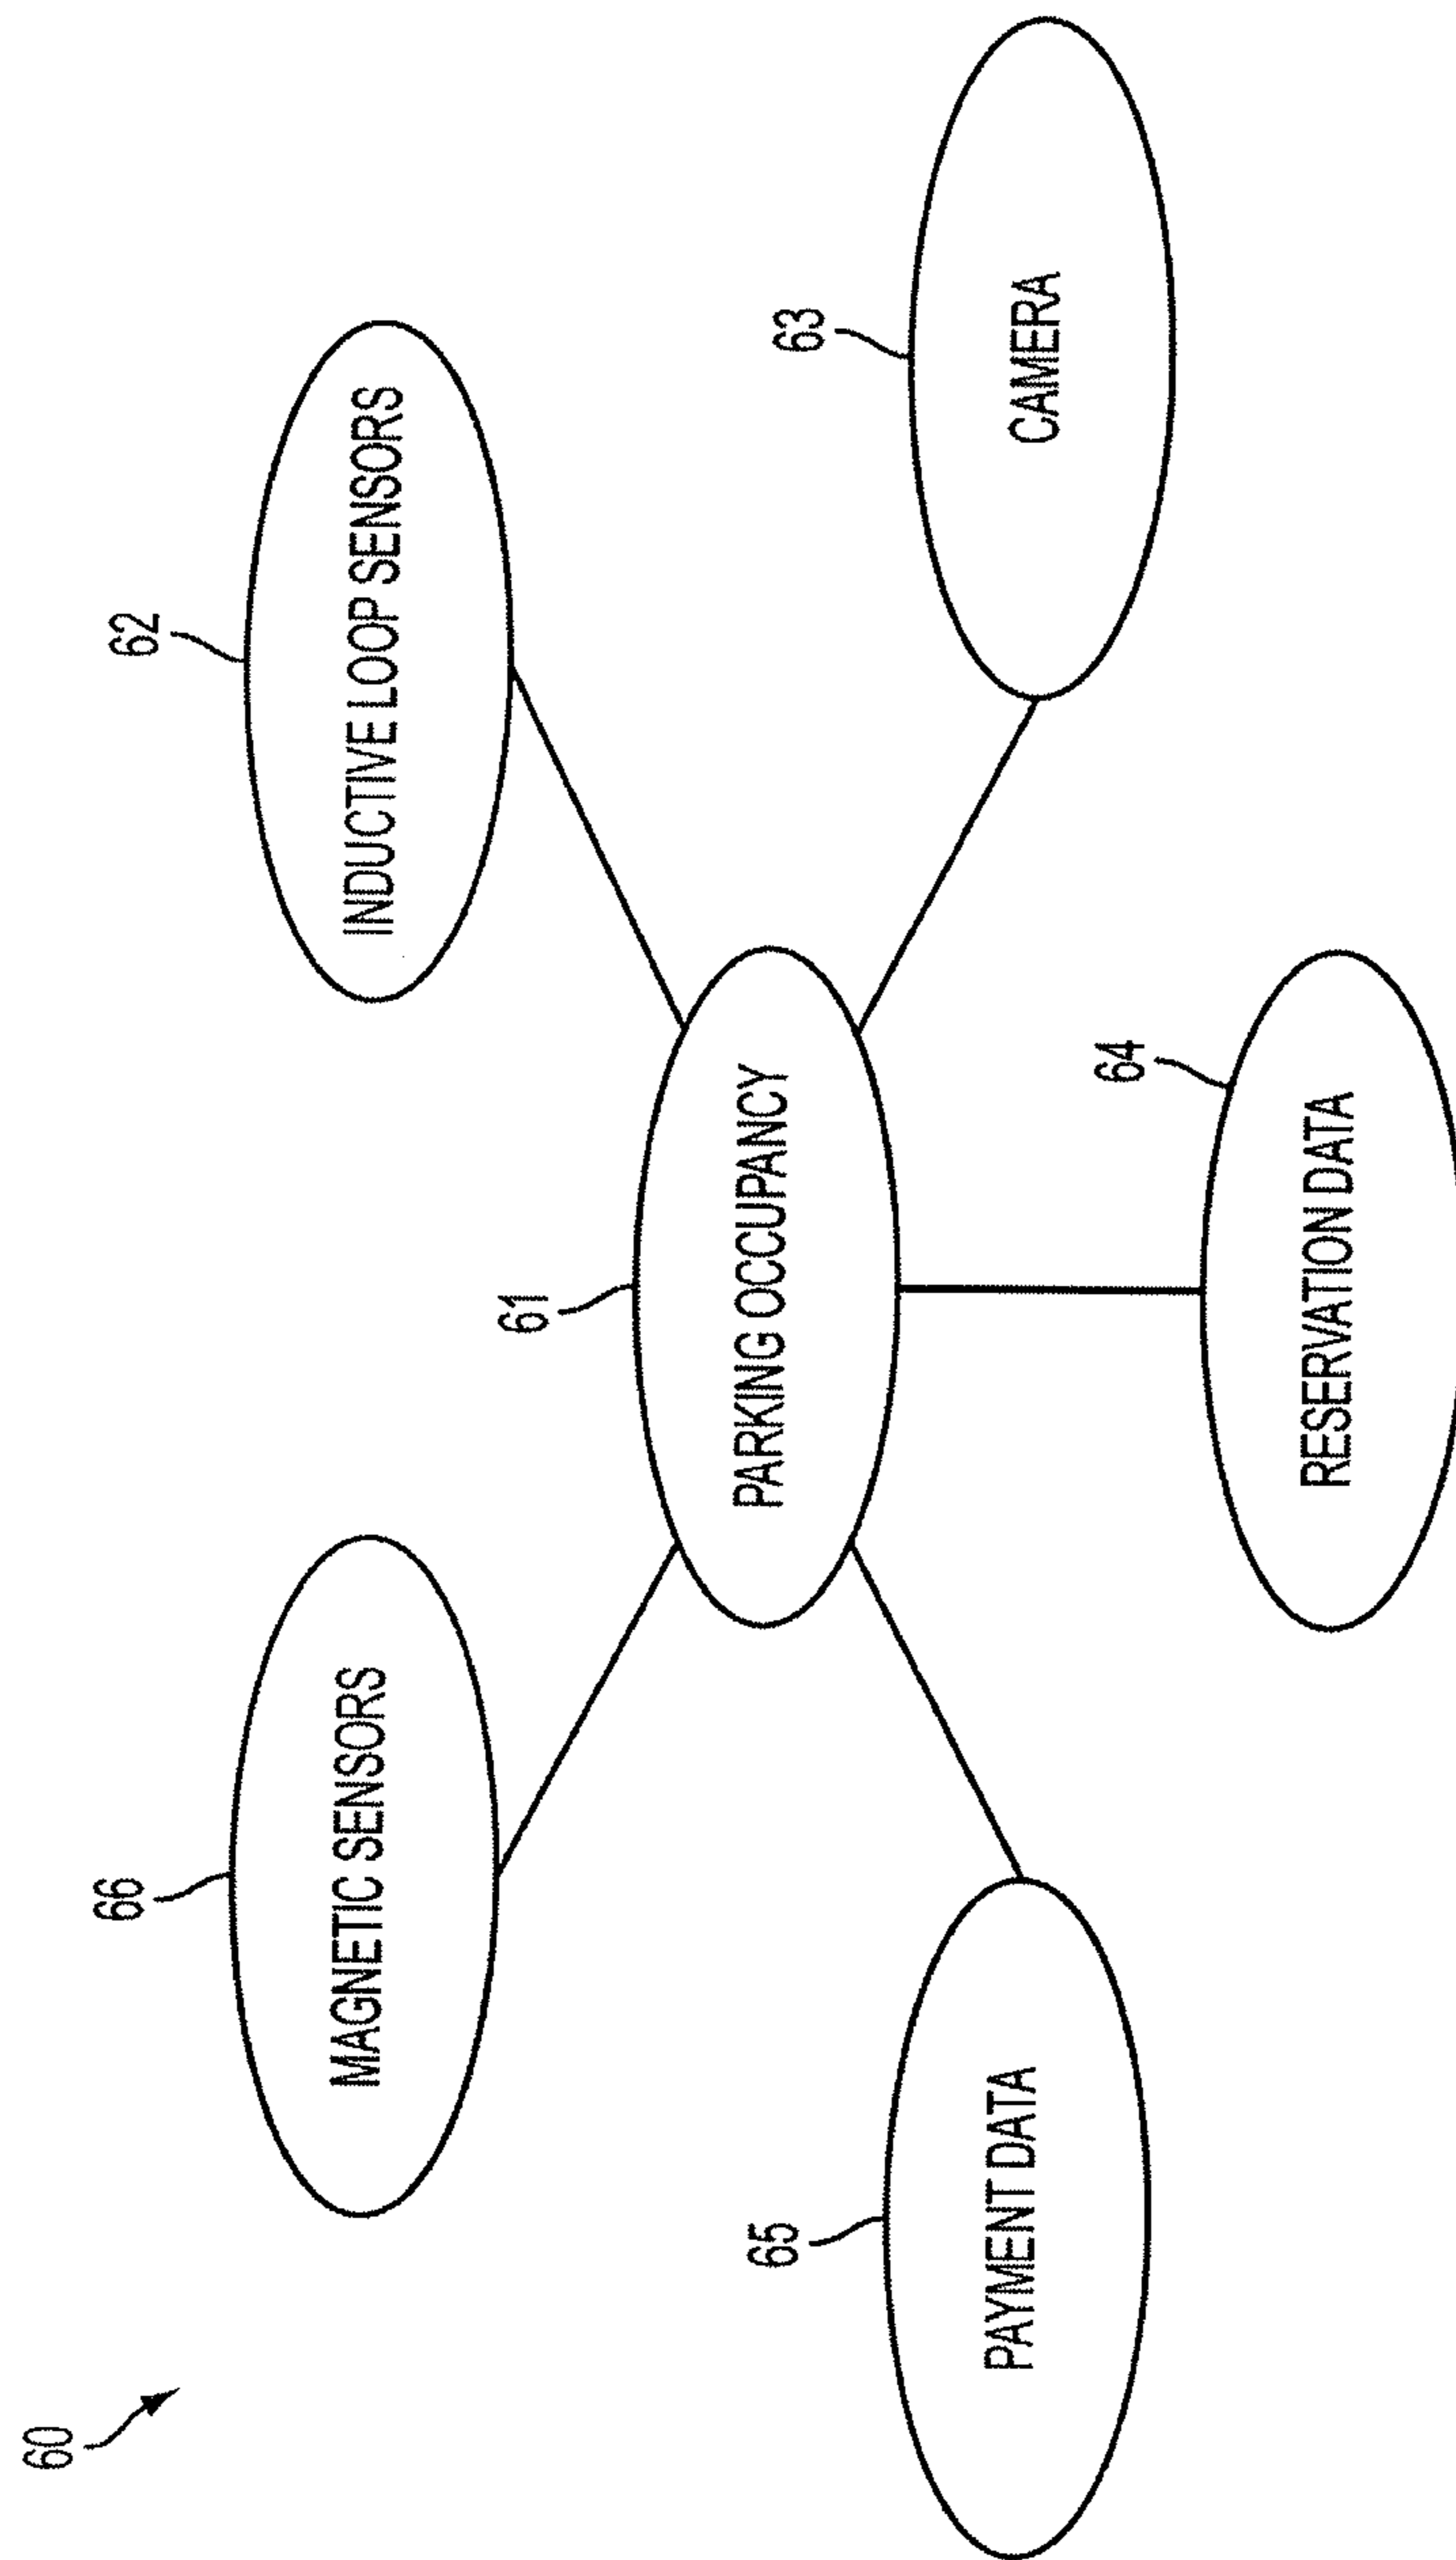 60
66
MAGNETIC SENSORS
62
INDUCTIVE LOOP SENSORS
61
PARKING OCCUPANCY
65
PAYMENT DATA
63
CAMERA
64
RESERVATION DATA